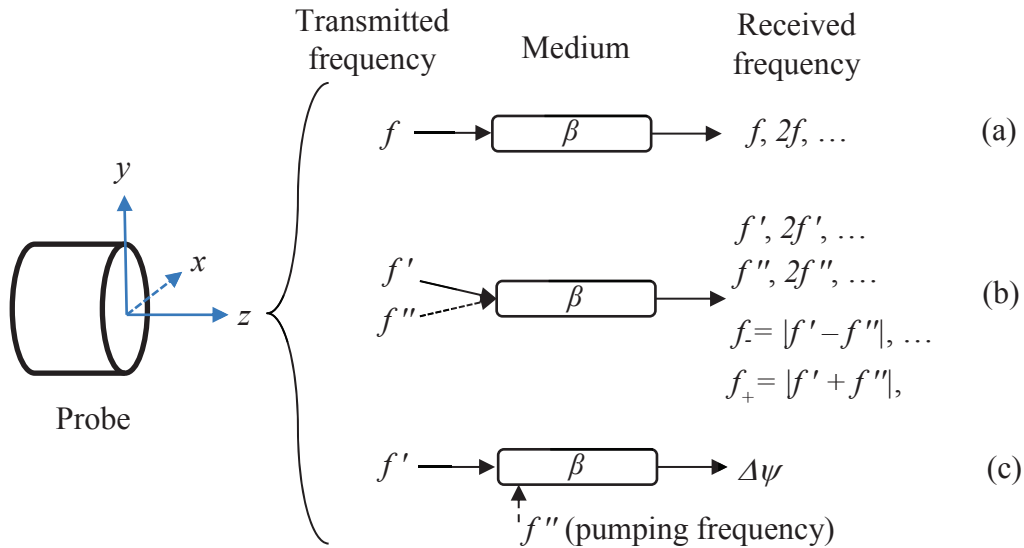 Transmitted frequency
Medium
Received frequency
f
β
f, 2f, …
(a)
y
x
z
Probe
f ′
f ″
β
f ′, 2f ′, …
f ″, 2f ″, …
f₋= |f ′ – f ″|, …
f₊= |f ′ + f ″|,
(b)
f ′
β
Δψ
(c)
f ″ (pumping frequency)